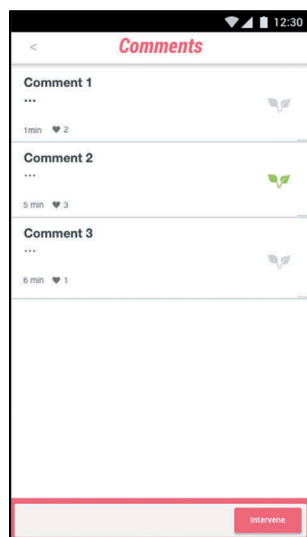 12:30
< Comments
Comment 1
...
1min 2
Comment 2
...
5 min 3
Comment 3
...
6 min 1
Intervene